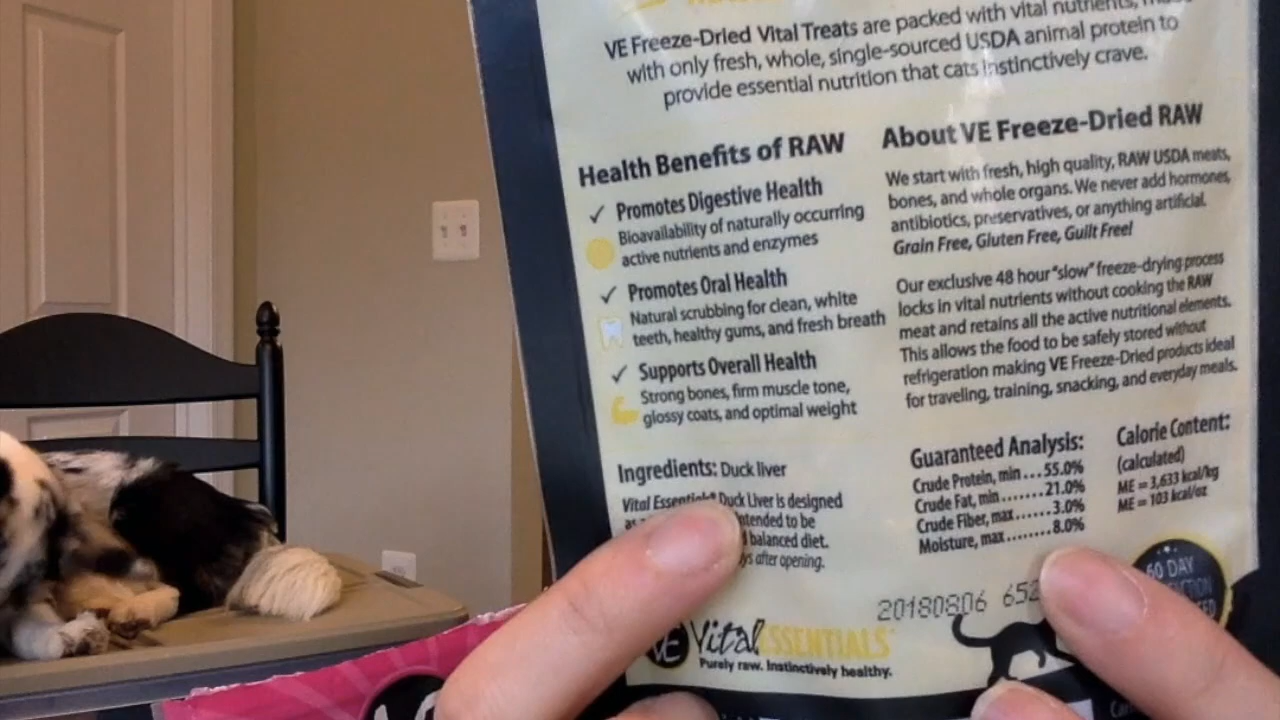 VE Freeze-Dried Vital Treats are packed with vital nutrients,
with only fresh, whole, single-sourced USDA animal protein to
provide essential nutrition that cats instinctively crave.
Health Benefits of RAW
✓ Promotes Digestive Health
Bioavailability of naturally occurring
active nutrients and enzymes
✓ Promotes Oral Health
Natural scrubbing for clean, white
teeth, healthy gums, and fresh breath
✓ Supports Overall Health
Strong bones, firm muscle tone,
glossy coats, and optimal weight
Ingredients: Duck liver
Vital Essentials® Duck Liver is designed
intended to be
balanced diet.
after opening.
About VE Freeze-Dried RAW
We start with fresh, high quality, RAW USDA meats,
bones, and whole organs. We never add hormones,
antibiotics, preservatives, or anything artificial.
Grain Free, Gluten Free, Guilt Free!
Our exclusive 48 hour "slow" freeze-drying process
locks in vital nutrients without cooking the RAW
meat and retains all the active nutritional elements.
This allows the food to be safely stored without
refrigeration making VE Freeze-Dried products ideal
for traveling, training, snacking, and everyday meals.
Guaranteed Analysis:
Crude Protein, min...55.0%
Crude Fat, min.......21.0%
Crude Fiber, max......3.0%
Moisture, max........8.0%
Calorie Content:
(calculated)
ME = 3,633 kcal/kg
ME = 103 kcal/oz
20180806 652
60 DAY
VE Vital ESSENTIALS
Purely raw. Instinctively healthy.